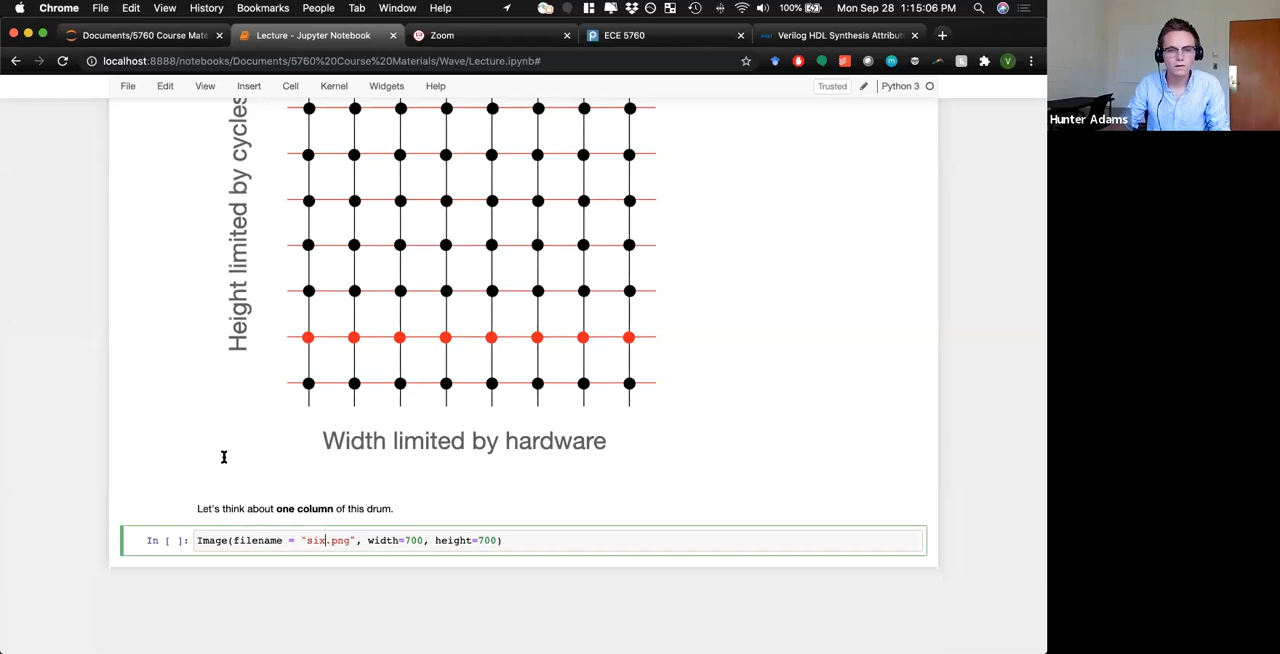 Chrome File Edit View History Bookmarks People Tab Window Help 100% Mon Sep 28 1:15:06 PM
Documents/5760 Course Mate Lecture - Jupyter Notebook Zoom ECE 5760 Verilog HDL Synthesis Attribut
localhost:8888/notebooks/Documents/5760%20Course%20Materials/Wave/Lecture.ipynb#
File Edit View Insert Cell Kernel Widgets Help Trusted Python 3
Hunter Adams
Height limited by cycles
Width limited by hardware
Let's think about one column of this drum.
In [ ]: Image(filename = "six.png", width=700, height=700)